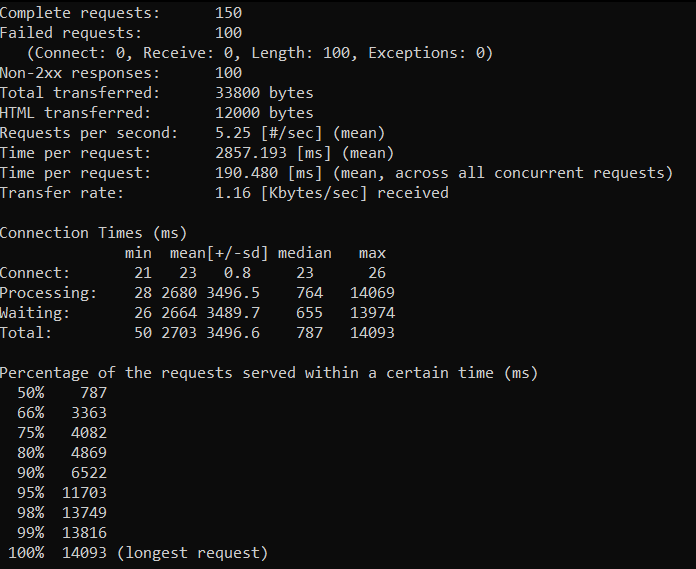 Complete requests:      150
Failed requests:        100
   (Connect: 0, Receive: 0, Length: 100, Exceptions: 0)
Non-2xx responses:      100
Total transferred:      33800 bytes
HTML transferred:       12000 bytes
Requests per second:    5.25 [#/sec] (mean)
Time per request:       2857.193 [ms] (mean)
Time per request:       190.480 [ms] (mean, across all concurrent requests)
Transfer rate:          1.16 [Kbytes/sec] received

Connection Times (ms)
              min  mean[+/-sd] median   max
Connect:       21   23   0.8     23      26
Processing:    28 2680 3496.5    764   14069
Waiting:       26 2664 3489.7    655   13974
Total:         50 2703 3496.6    787   14093

Percentage of the requests served within a certain time (ms)
  50%    787
  66%   3363
  75%   4082
  80%   4869
  90%   6522
  95%  11703
  98%  13749
  99%  13816
 100%  14093 (longest request)